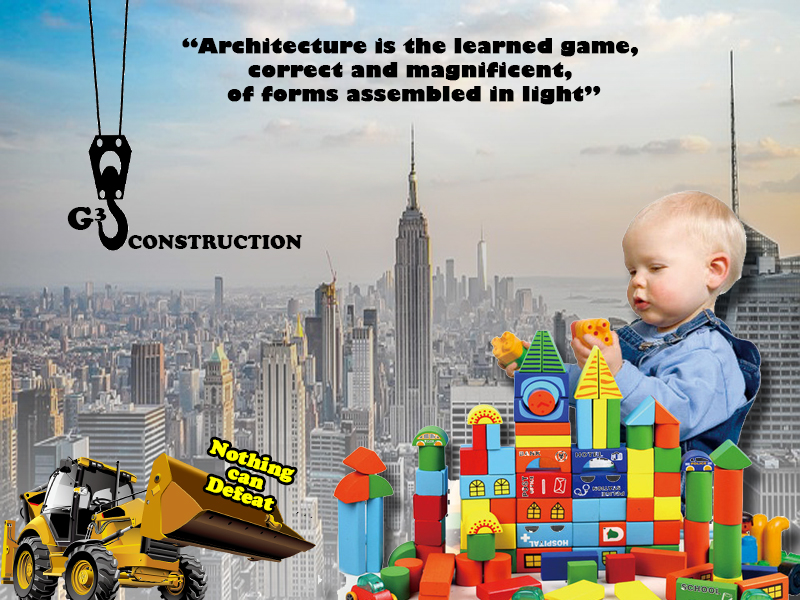 “Architecture is the learned game,
correct and magnificent,
of forms assembled in light”
G³
CONSTRUCTION
Nothing
can
Defeat
HOTEL
HOSPITAL
SCHOOL